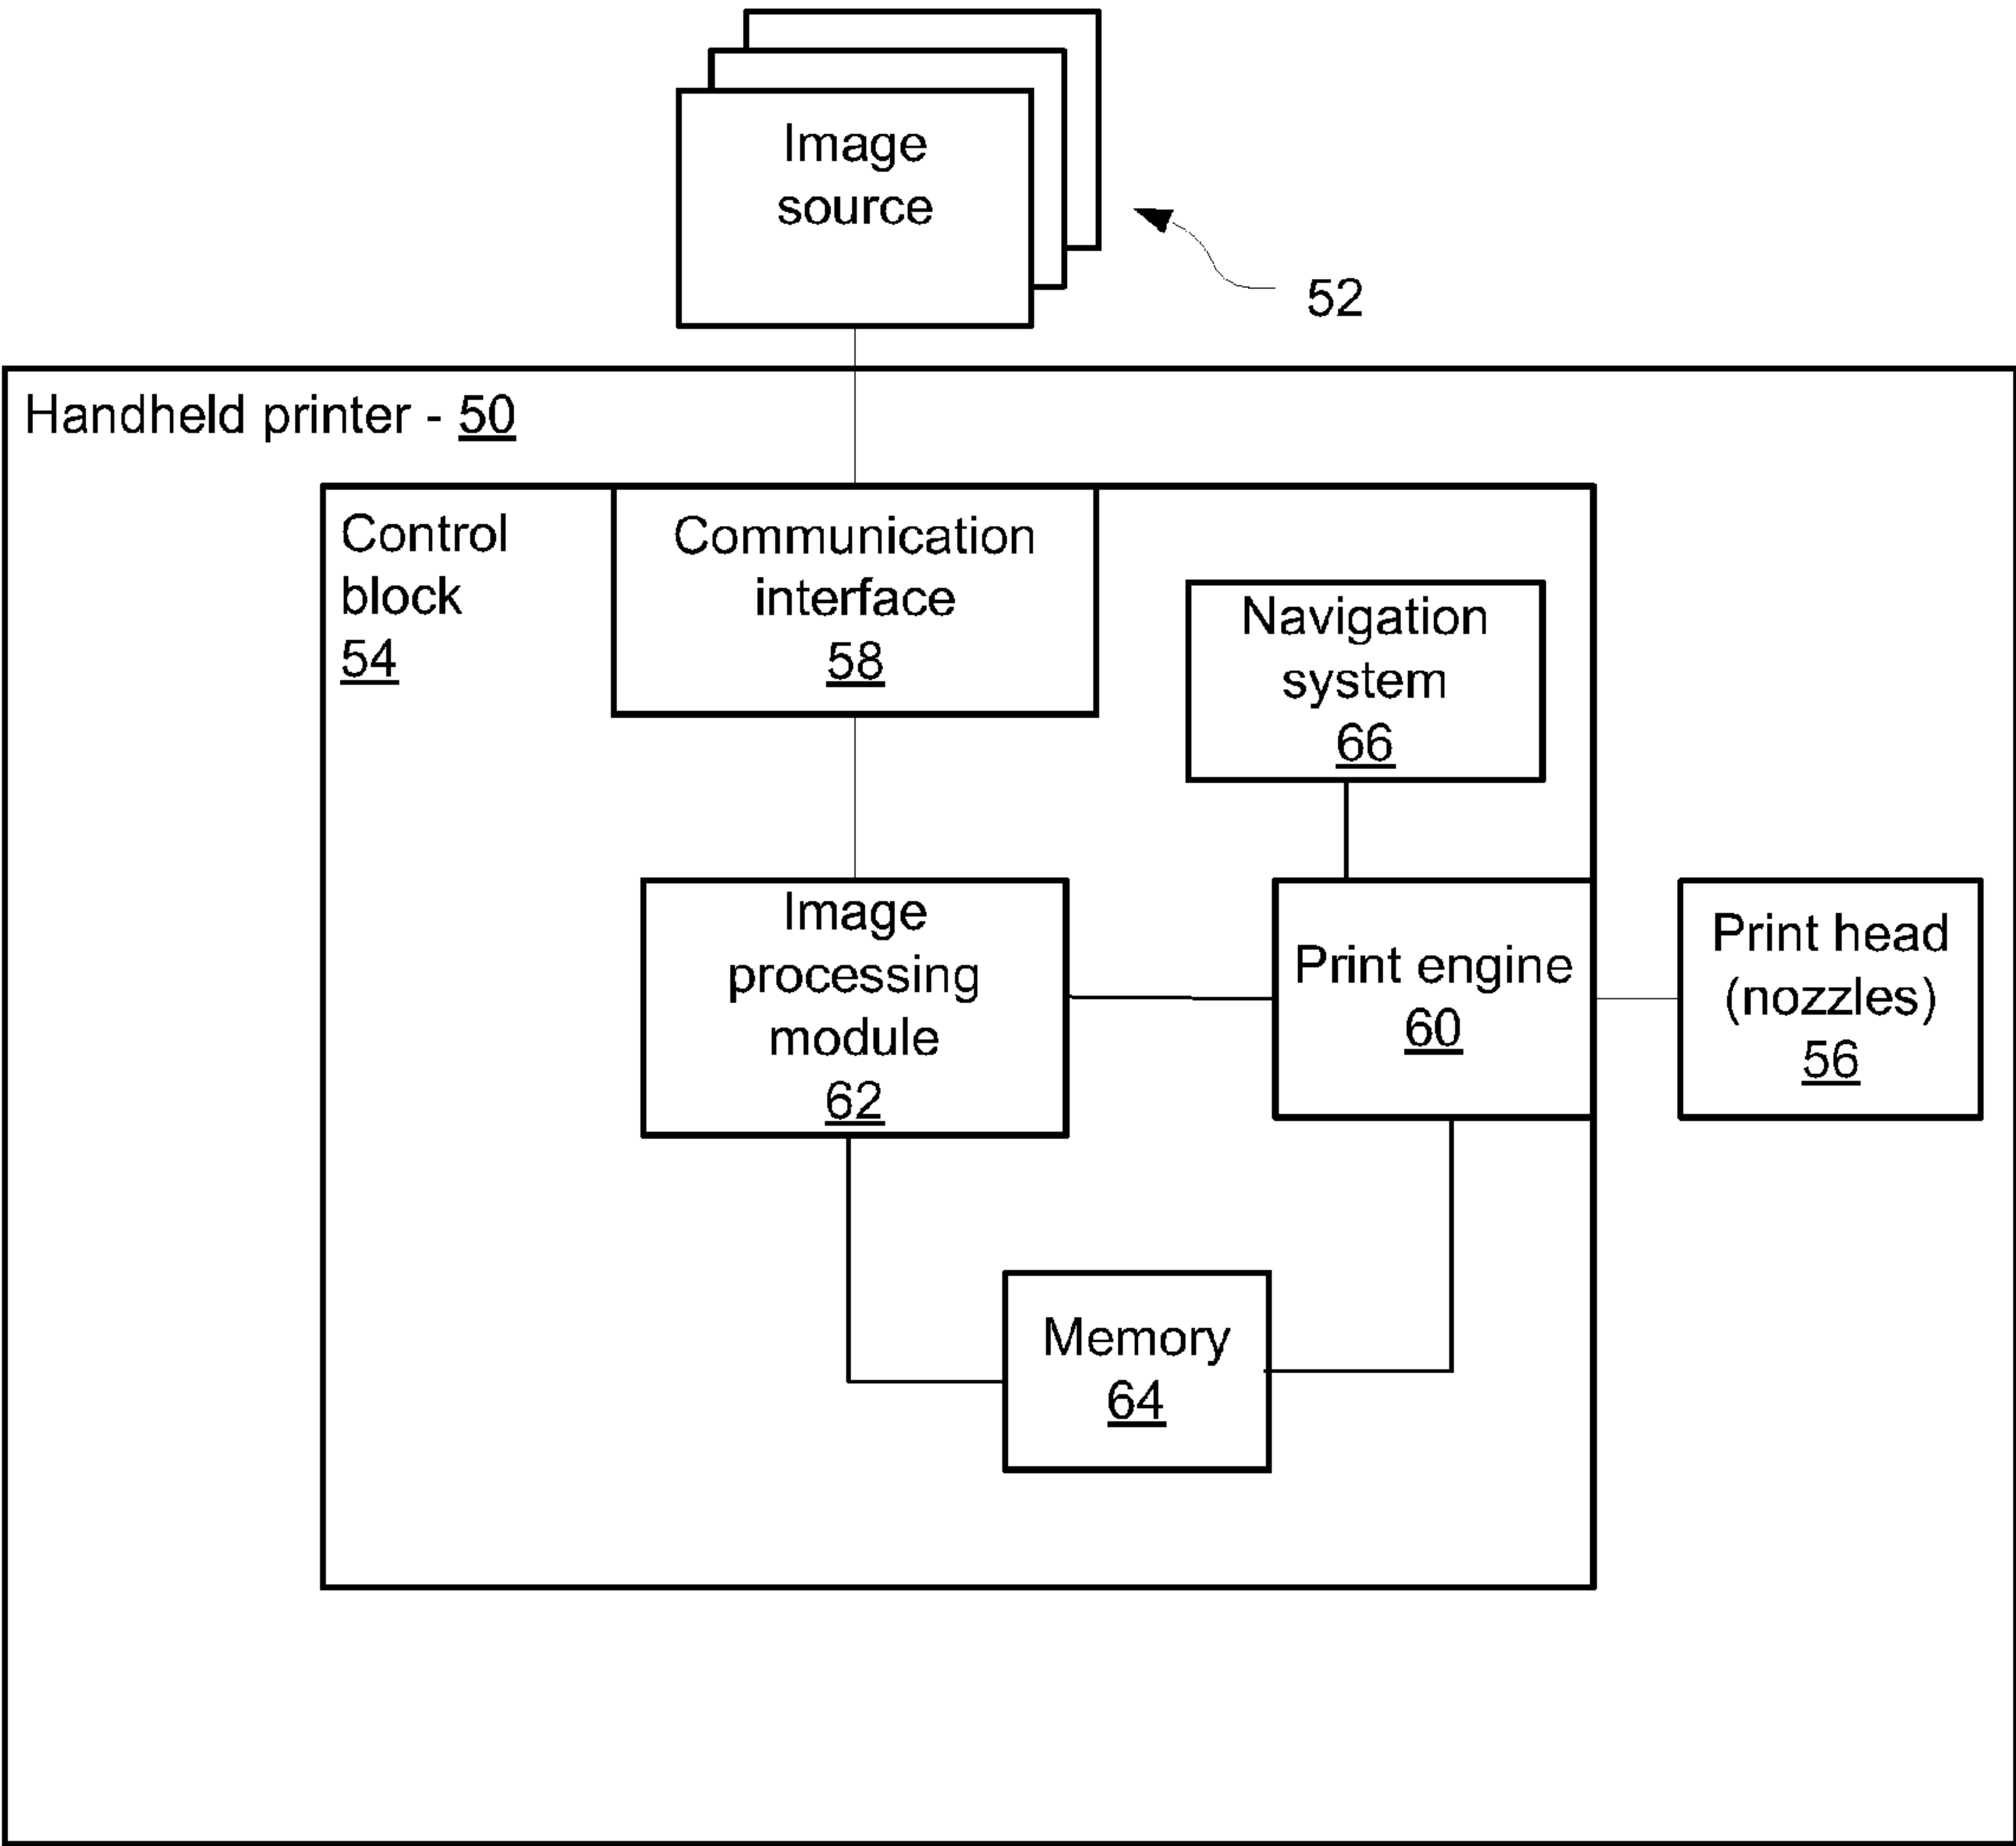 Image
source
52
Handheld printer - 50
Control
block
54
Communication
interface
58
Navigation
system
66
Image
processing
module
62
Print engine
60
Print head
(nozzles)
56
Memory
64